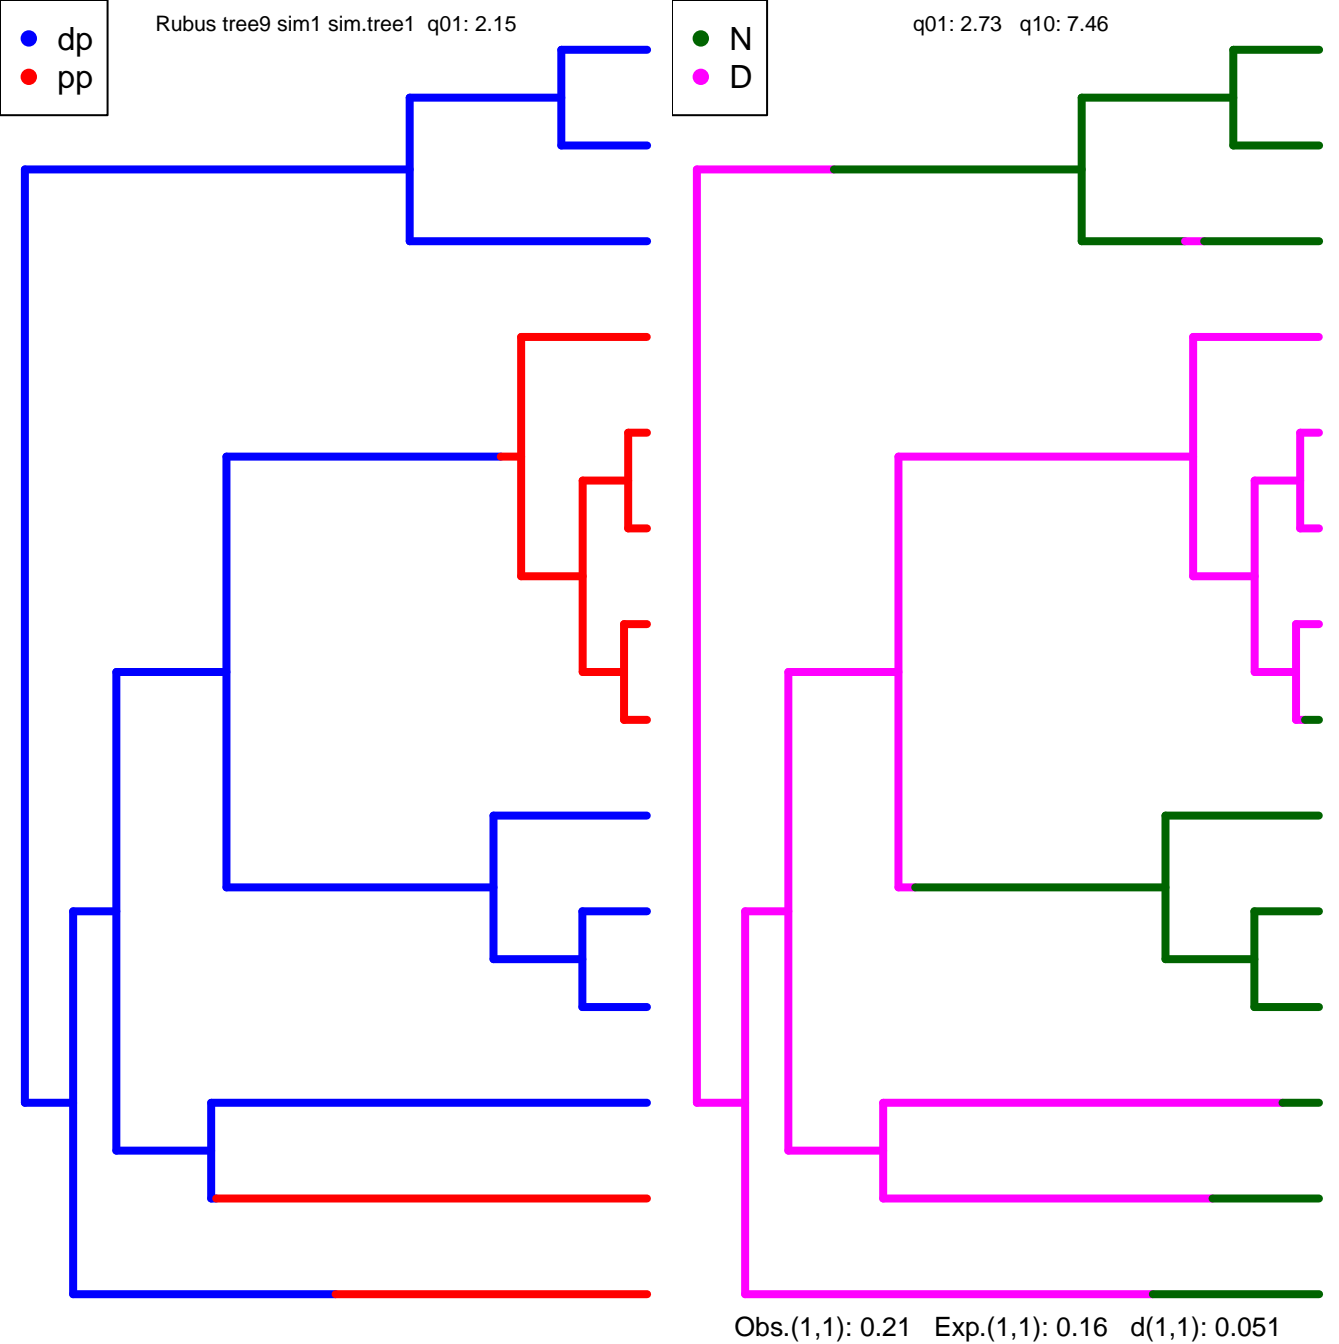 dp
pp
Rubus tree9 sim1 sim.tree1 q01: 2.15
N
D
q01: 2.73 q10: 7.46
Obs.(1,1): 0.21 Exp.(1,1): 0.16 d(1,1): 0.051